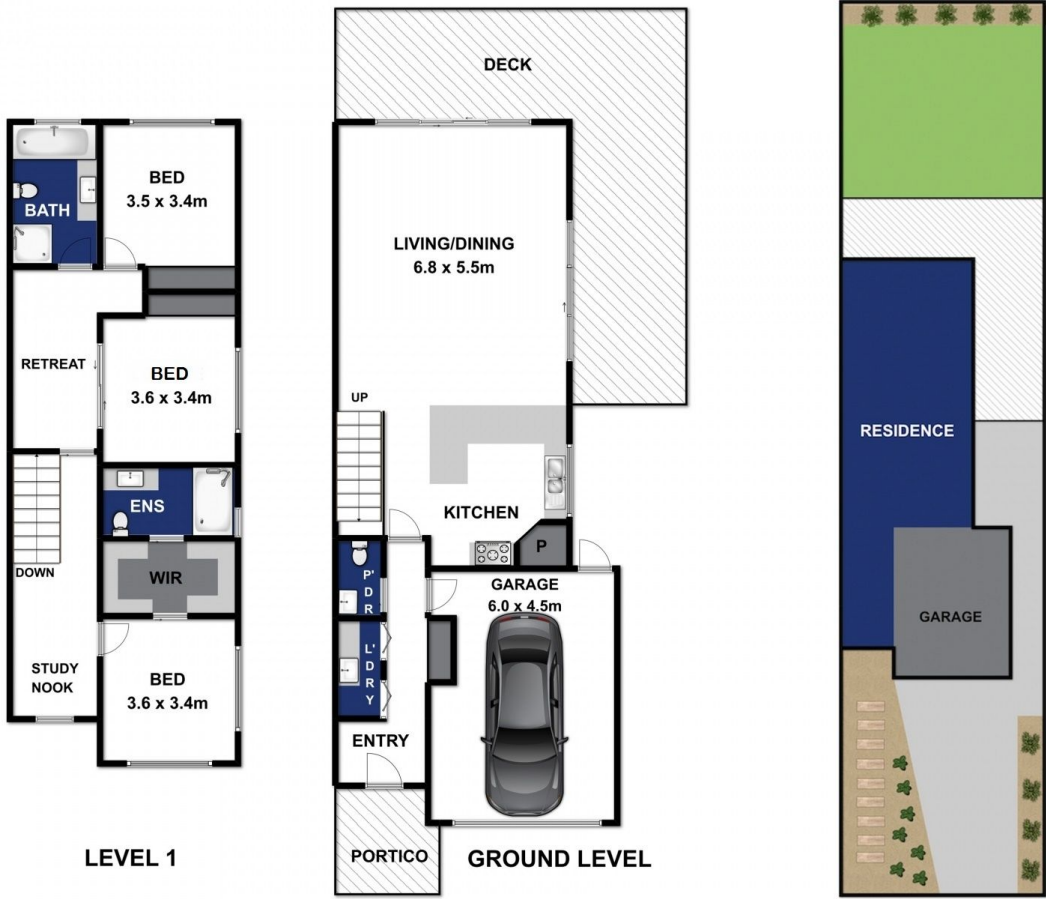 BATH
BED
3.5 x 3.4m
RETREAT
BED
3.6 x 3.4m
ENS
DOWN
WIR
STUDY
NOOK
BED
3.6 x 3.4m
LEVEL 1
DECK
LIVING/DINING
6.8 x 5.5m
UP
KITCHEN
P
P'
D
R
GARAGE
6.0 x 4.5m
L'
D
R
Y
ENTRY
PORTICO
GROUND LEVEL
RESIDENCE
GARAGE